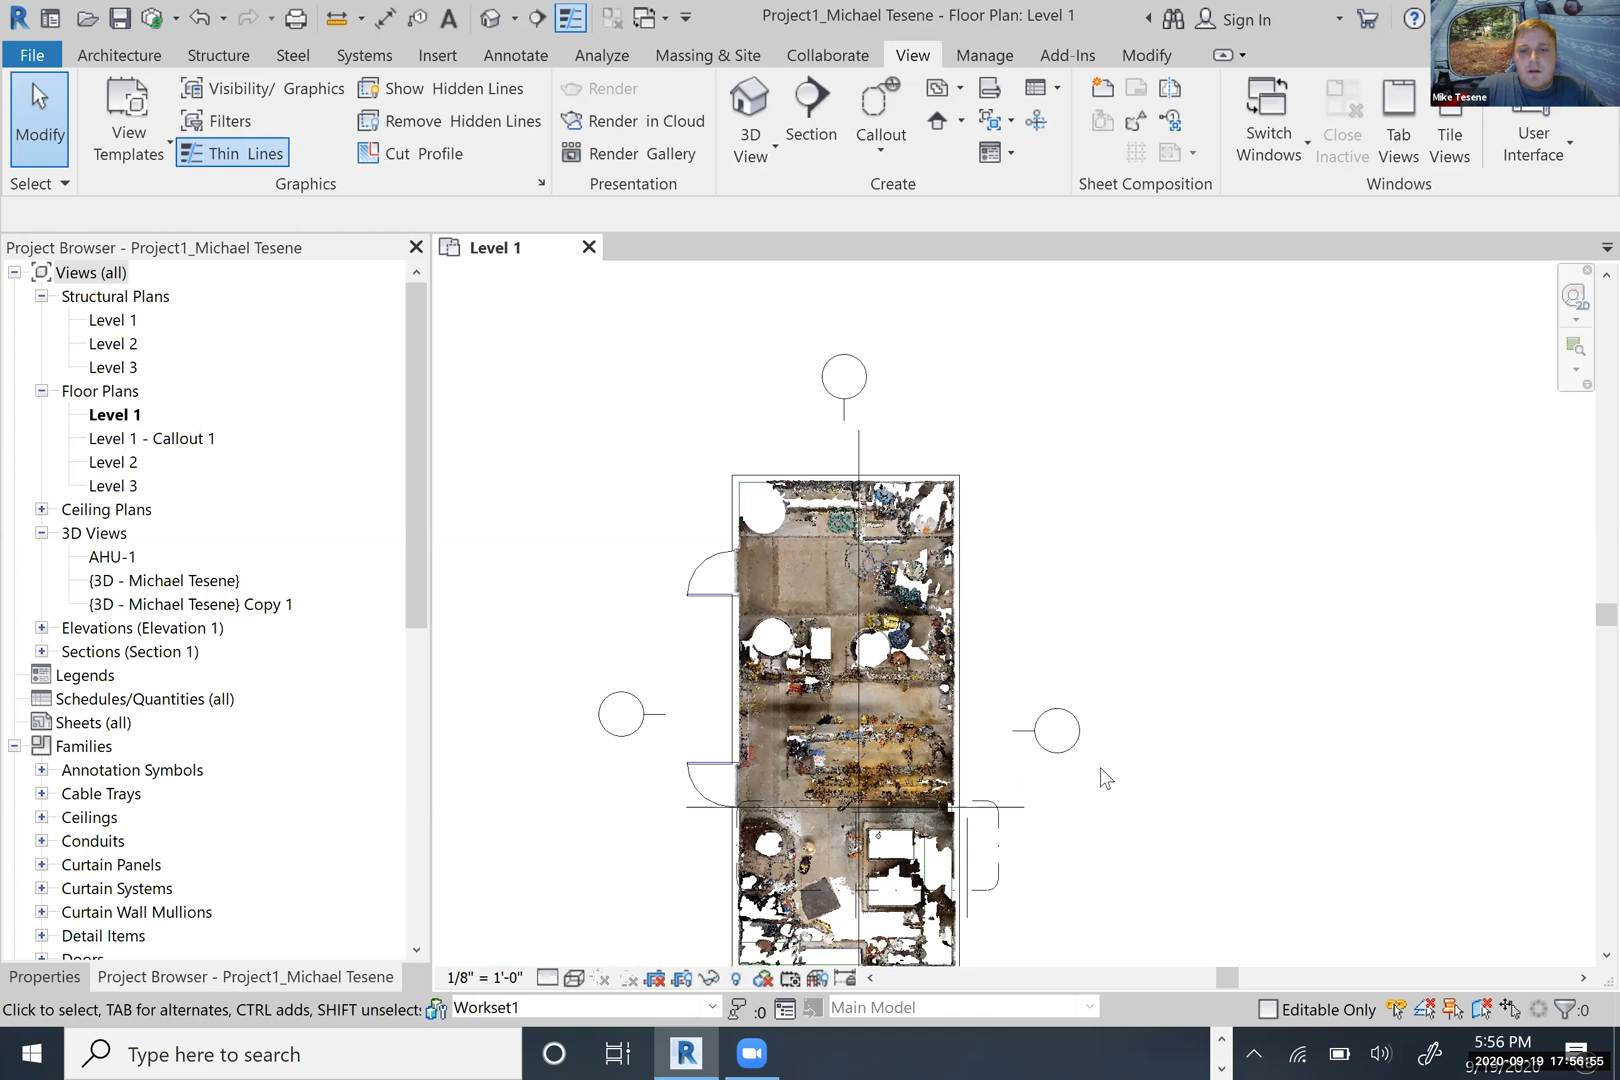 Project1_Michael Tesene - Floor Plan: Level 1
Sign In
File
Architecture
Structure
Steel
Systems
Insert
Annotate
Analyze
Massing & Site
Collaborate
View
Manage
Add-Ins
Modify
Mike Tesene
Modify
View
Templates
Visibility/ Graphics
Filters
Thin Lines
Show Hidden Lines
Remove Hidden Lines
Cut Profile
Render
Render in Cloud
Render Gallery
3D
View
Section
Callout
Switch
Windows
Close
Inactive
Tab
Views
Tile
Views
User
Interface
Select
Graphics
Presentation
Create
Sheet Composition
Windows
Project Browser - Project1_Michael Tesene
Level 1
Views (all)
Structural Plans
Level 1
Level 2
Level 3
Floor Plans
Level 1
Level 1 - Callout 1
Level 2
Level 3
Ceiling Plans
3D Views
AHU-1
{3D - Michael Tesene}
{3D - Michael Tesene} Copy 1
Elevations (Elevation 1)
Sections (Section 1)
Legends
Schedules/Quantities (all)
Sheets (all)
Families
Annotation Symbols
Cable Trays
Ceilings
Conduits
Curtain Panels
Curtain Systems
Curtain Wall Mullions
Detail Items
Doors
2D
Properties
Project Browser - Project1_Michael Tesene
1/8" = 1'-0"
Click to select, TAB for alternates, CTRL adds, SHIFT unselect:
Workset1
:0
Main Model
Editable Only
:0
Type here to search
5:56 PM
9/19/2020
2020-09-19 17:56:55